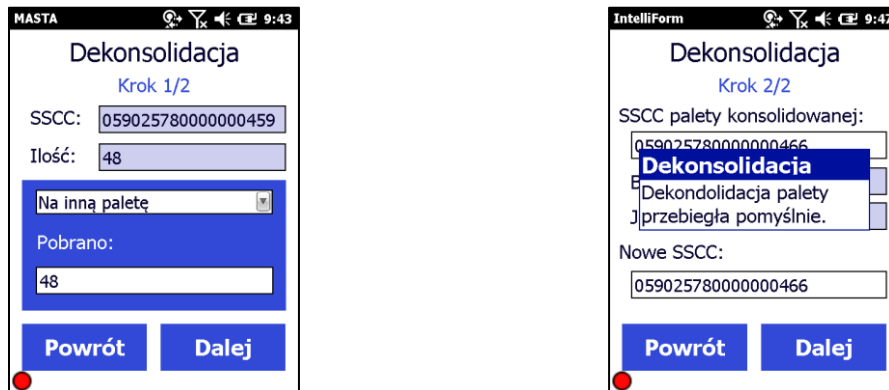 MASTA 9:43
Dekonsolidacja
Krok 1/2
SSCC: 059025780000000459
Ilość: 48
Na inną paletę
Pobrano:
48
Powrót Dalej
IntelliForm 9:47
Dekonsolidacja
Krok 2/2
SSCC palety konsolidowanej:
059025780000000466
Dekonsolidacja
Dekondolidacja palety
przebiegła pomyślnie.
Nowe SSCC:
059025780000000466
Powrót Dalej